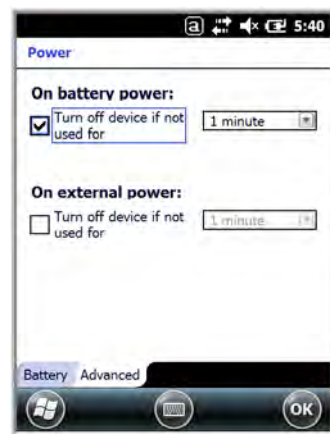 a 5:40
Power
On battery power:
Turn off device if not
used for
1 minute
On external power:
Turn off device if not
used for
1 minute
Battery Advanced
OK